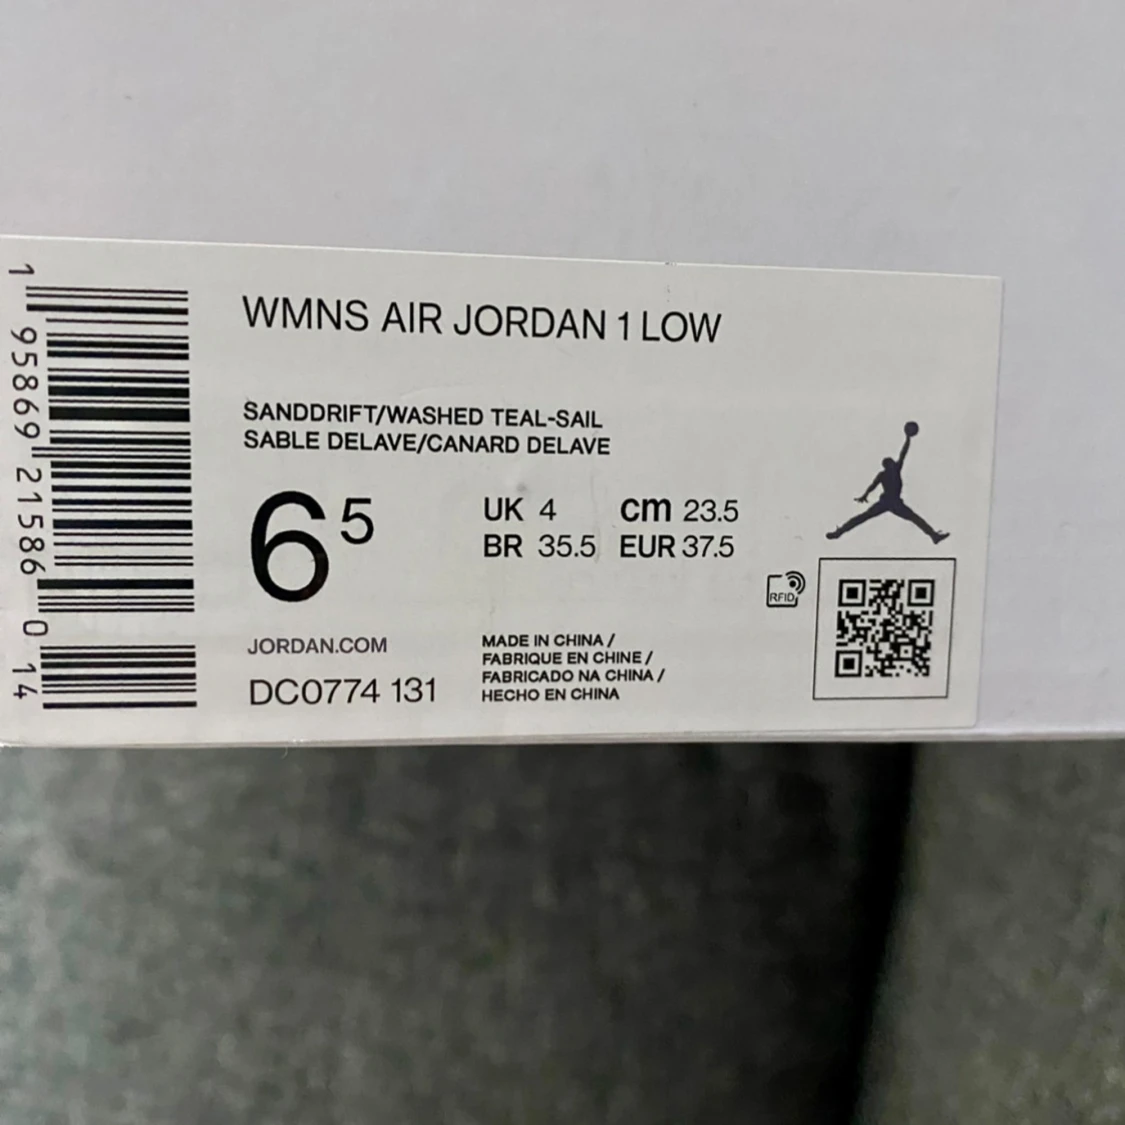 WMNS AIR JORDAN 1 LOW
SANDDRIFT/WASHED TEAL-SAIL
SABLE DELAVE/CANARD DELAVE
6 5
UK 4 cm 23.5
BR 35.5 EUR 37.5
RFID
JORDAN.COM
DC0774 131
MADE IN CHINA /
FABRIQUE EN CHINE /
FABRICADO NA CHINA /
HECHO EN CHINA
1 95869 21586 0 14